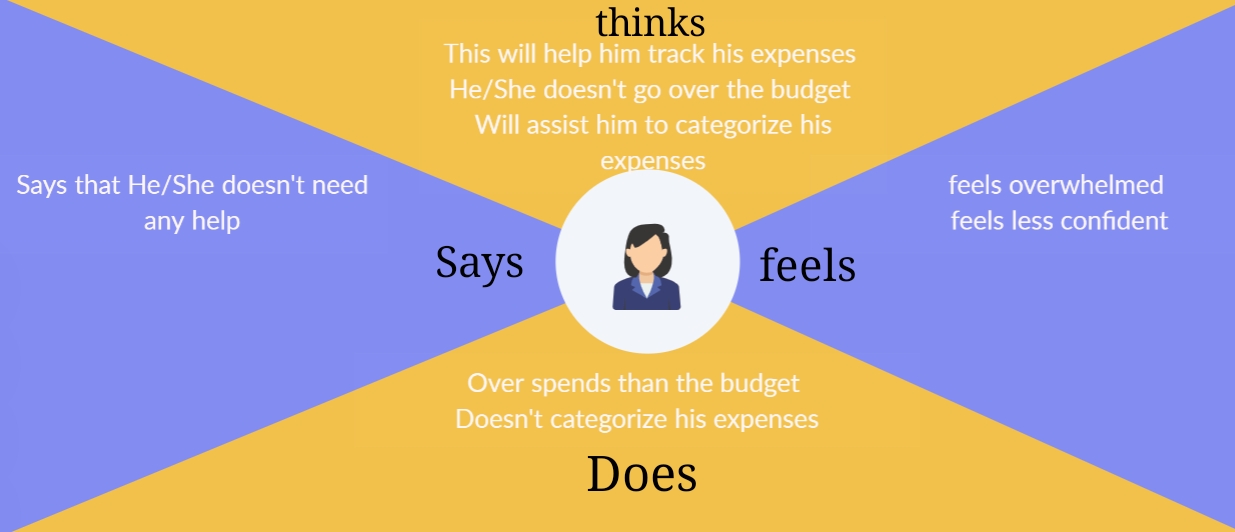 thinks
This will help him track his expenses
He/She doesn't go over the budget
Will assist him to categorize his
expenses
Says that He/She doesn't need
any help
Says
feels overwhelmed
feels less confident
feels
Over spends than the budget
Doesn't categorize his expenses
Does